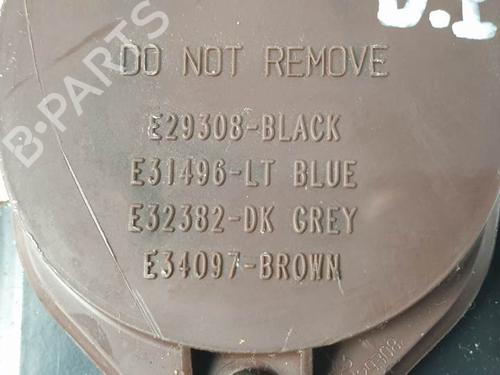 D.P
DO NOT REMOVE
E29308-BLACK
E31496-LT BLUE
E32382-DK GREY
E34097-BROWN
B-PARTS